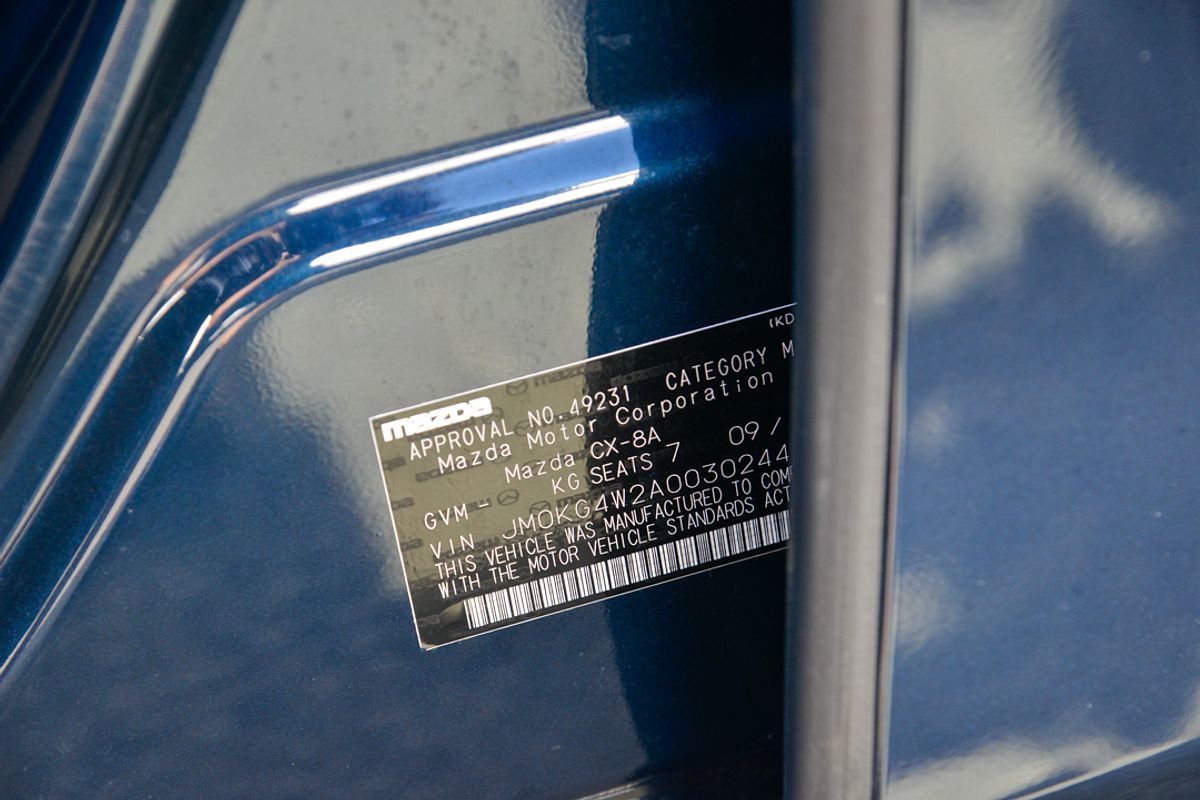 (KD
mazda
APPROVAL NO.49231 CATEGORY M
Mazda Motor Corporation
Mazda CX-8A 09/
GVM - KG SEATS 7
VIN JM0KG4W2A0030244
THIS VEHICLE WAS MANUFACTURED TO COM
WITH THE MOTOR VEHICLE STANDARDS ACT